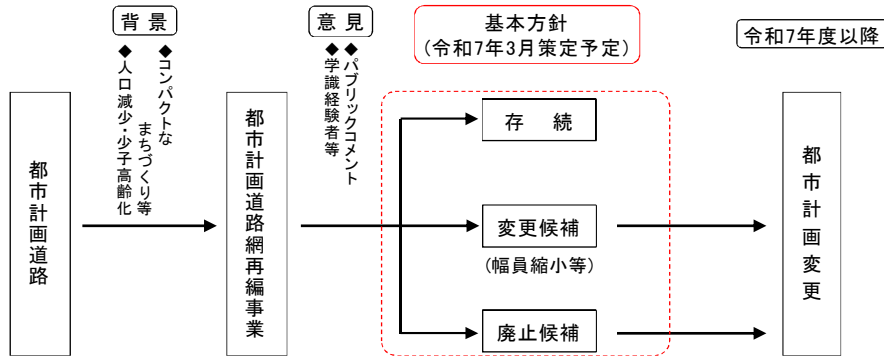 背 景
◆コンパクトな
まちづくり等
◆人口減少・少子高齢化
意 見
◆パブリックコメント
◆学識経験者等
基本方針
(令和7年3月策定予定)
令和7年度以降
都市計画道路
都市計画道路網再編事業
存 続
変更候補
(幅員縮小等)
廃止候補
都市計画変更